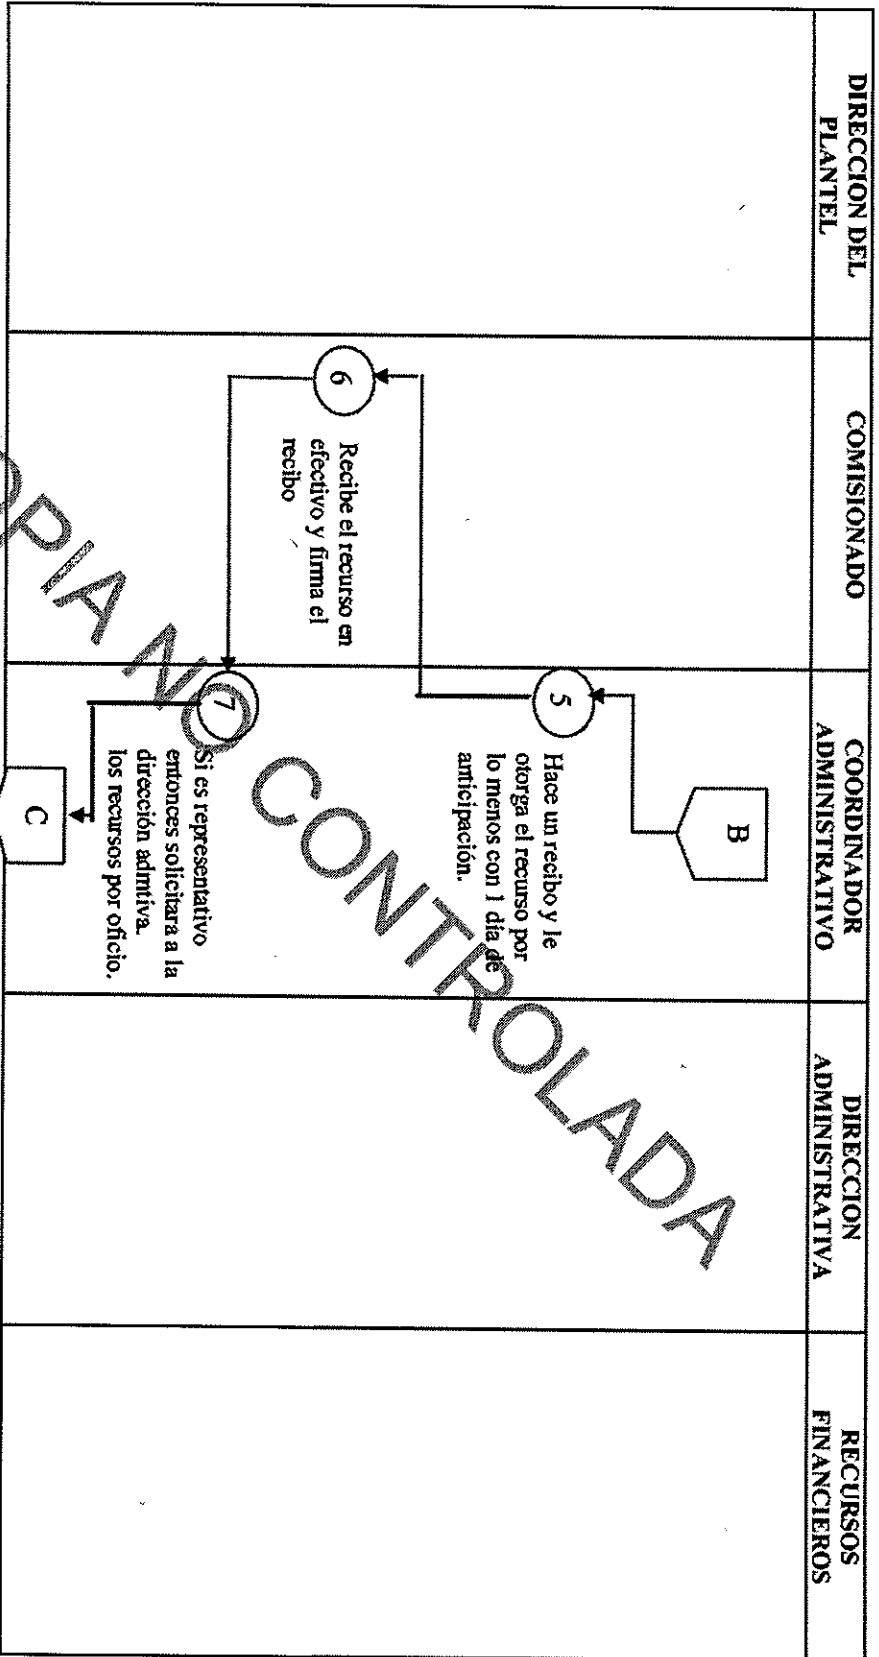 DIRECCION DEL
PLANTEL
COMISIONADO
COORDINADOR
ADMINISTRATIVO
DIRECCION
ADMINISTRATIVA
RECURSOS
FINANCIEROS
B
5
Hace un recibo y le
otorga el recurso por
lo menos con 1 día de
anticipación.
6
Recibe el recurso en
efectivo y firma el
recibo
7
Si es representativo
entonces solicitara a la
dirección admtiva.
los recursos por oficio.
C
OPIA NO CONTROLADA